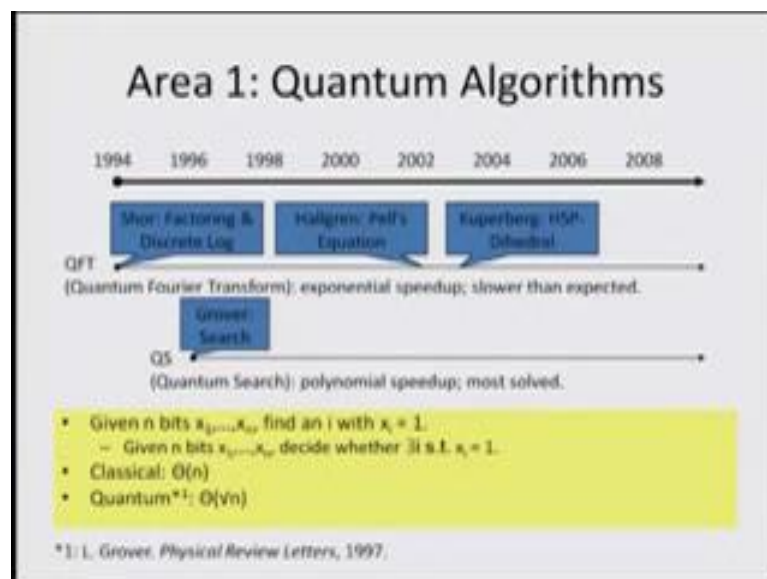 Area 1: Quantum Algorithms
1994 1996 1998 2000 2002 2004 2006 2008
Shor: Factoring & Discrete Log
Hallgren: Pell's Equation
Kuperberg: HSP-Dihedral
QFT
(Quantum Fourier Transform): exponential speedup; slower than expected.
Grover: Search
QS
(Quantum Search): polynomial speedup; most solved.
• Given n bits x₁,...,xₙ, find an i with xᵢ = 1.
– Given n bits x₁,...,xₙ, decide whether ∃i s.t. xᵢ = 1.
• Classical: Θ(n)
• Quantum*¹: Θ(√n)
*1: L. Grover. Physical Review Letters, 1997.